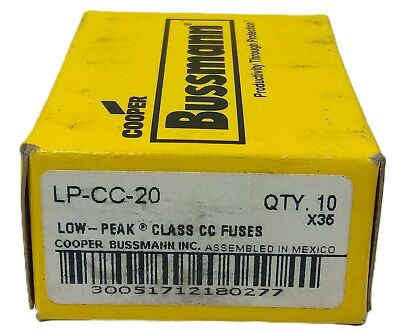 COOPER
Bussmann
Productivity Through Protection
LP-CC-20
QTY. 10
X36
LOW-PEAK® CLASS CC FUSES
COOPER BUSSMANN INC. ASSEMBLED IN MEXICO
30051712180277